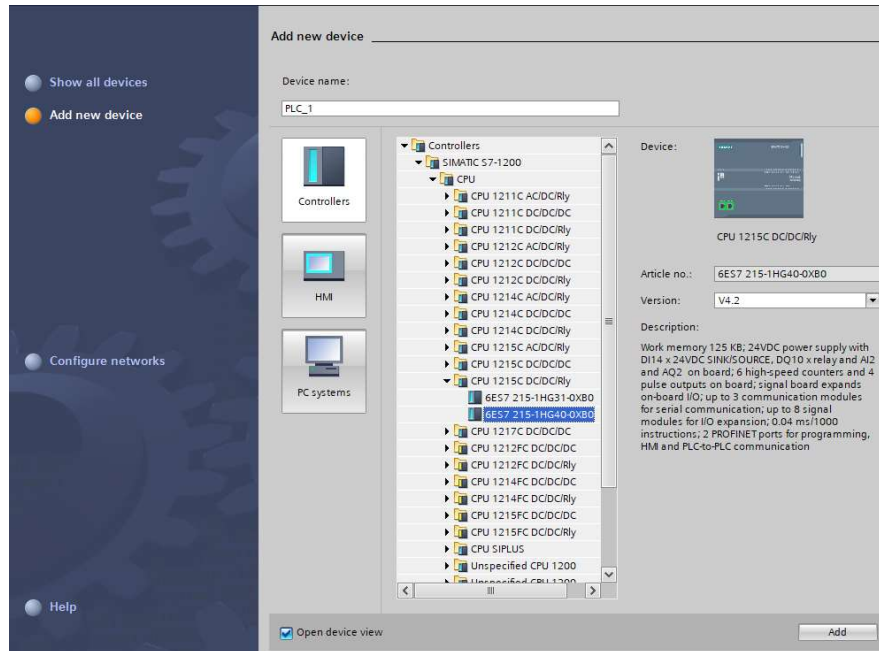 Add new device
Show all devices
Add new device
Configure networks
Help
Device name:
PLC_1
Controllers
HMI
PC systems
Controllers
SIMATIC S7-1200
CPU
CPU 1211C AC/DC/Rly
CPU 1211C DC/DC/DC
CPU 1211C DC/DC/Rly
CPU 1212C AC/DC/Rly
CPU 1212C DC/DC/DC
CPU 1212C DC/DC/Rly
CPU 1214C AC/DC/Rly
CPU 1214C DC/DC/DC
CPU 1214C DC/DC/Rly
CPU 1215C AC/DC/Rly
CPU 1215C DC/DC/DC
CPU 1215C DC/DC/Rly
6ES7 215-1HG31-0XB0
6ES7 215-1HG40-0XB0
CPU 1217C DC/DC/DC
CPU 1212FC DC/DC/DC
CPU 1212FC DC/DC/Rly
CPU 1214FC DC/DC/DC
CPU 1214FC DC/DC/Rly
CPU 1215FC DC/DC/DC
CPU 1215FC DC/DC/Rly
CPU SIPLUS
Unspecified CPU 1200
Device:
CPU 1215C DC/DC/Rly
Article no.:
6ES7 215-1HG40-0XB0
Version:
V4.2
Description:
Work memory 125 KB; 24VDC power supply with
DI14 x 24VDC SINK/SOURCE, DQ10 x relay and AI2
and AQ2 on board; 6 high-speed counters and 4
pulse outputs on board; signal board expands
on-board I/O; up to 3 communication modules
for serial communication; up to 8 signal
modules for I/O expansion; 0.04 ms/1000
instructions; 2 PROFINET ports for programming,
HMI and PLC-to-PLC communication
Open device view
Add